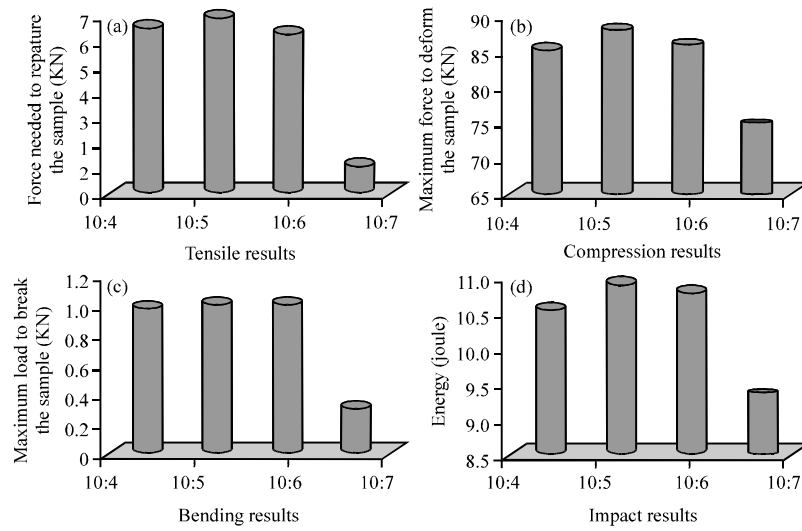 (a)
Force needed to repature
the sample (KN)
7
6
5
4
3
1
2
0
10:4 10:5 10:6 10:7
Tensile results
(b)
Maximum force to deform
the sample (KN)
90
85
80
75
70
65
10:4 10:5 10:6 10:7
Compression results
(c)
Maximum load to break
the sample (KN)
1.2
1.0
0.8
0.6
0.4
0.2
0
10:4 10:5 10:6 10:7
Bending results
(d)
Energy (joule)
11.0
10.5
10.0
9.5
9.0
8.5
10:4 10:5 10:6 10:7
Impact results